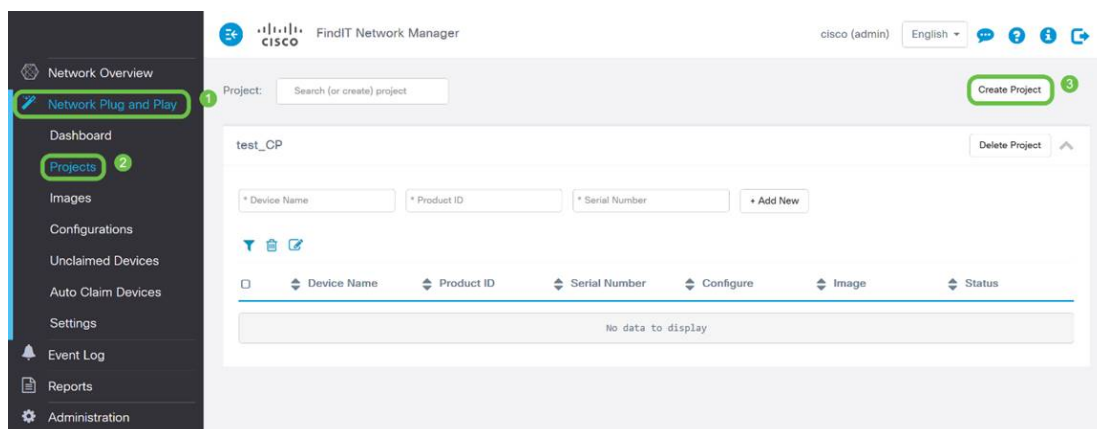 CISCO FindIT Network Manager cisco (admin) English
Network Overview
Network Plug and Play 1
Dashboard
Projects 2
Images
Configurations
Unclaimed Devices
Auto Claim Devices
Settings
Event Log
Reports
Administration
Project: Search (or create) project Create Project 3
test_CP Delete Project
* Device Name * Product ID * Serial Number + Add New
Device Name Product ID Serial Number Configure Image Status
No data to display